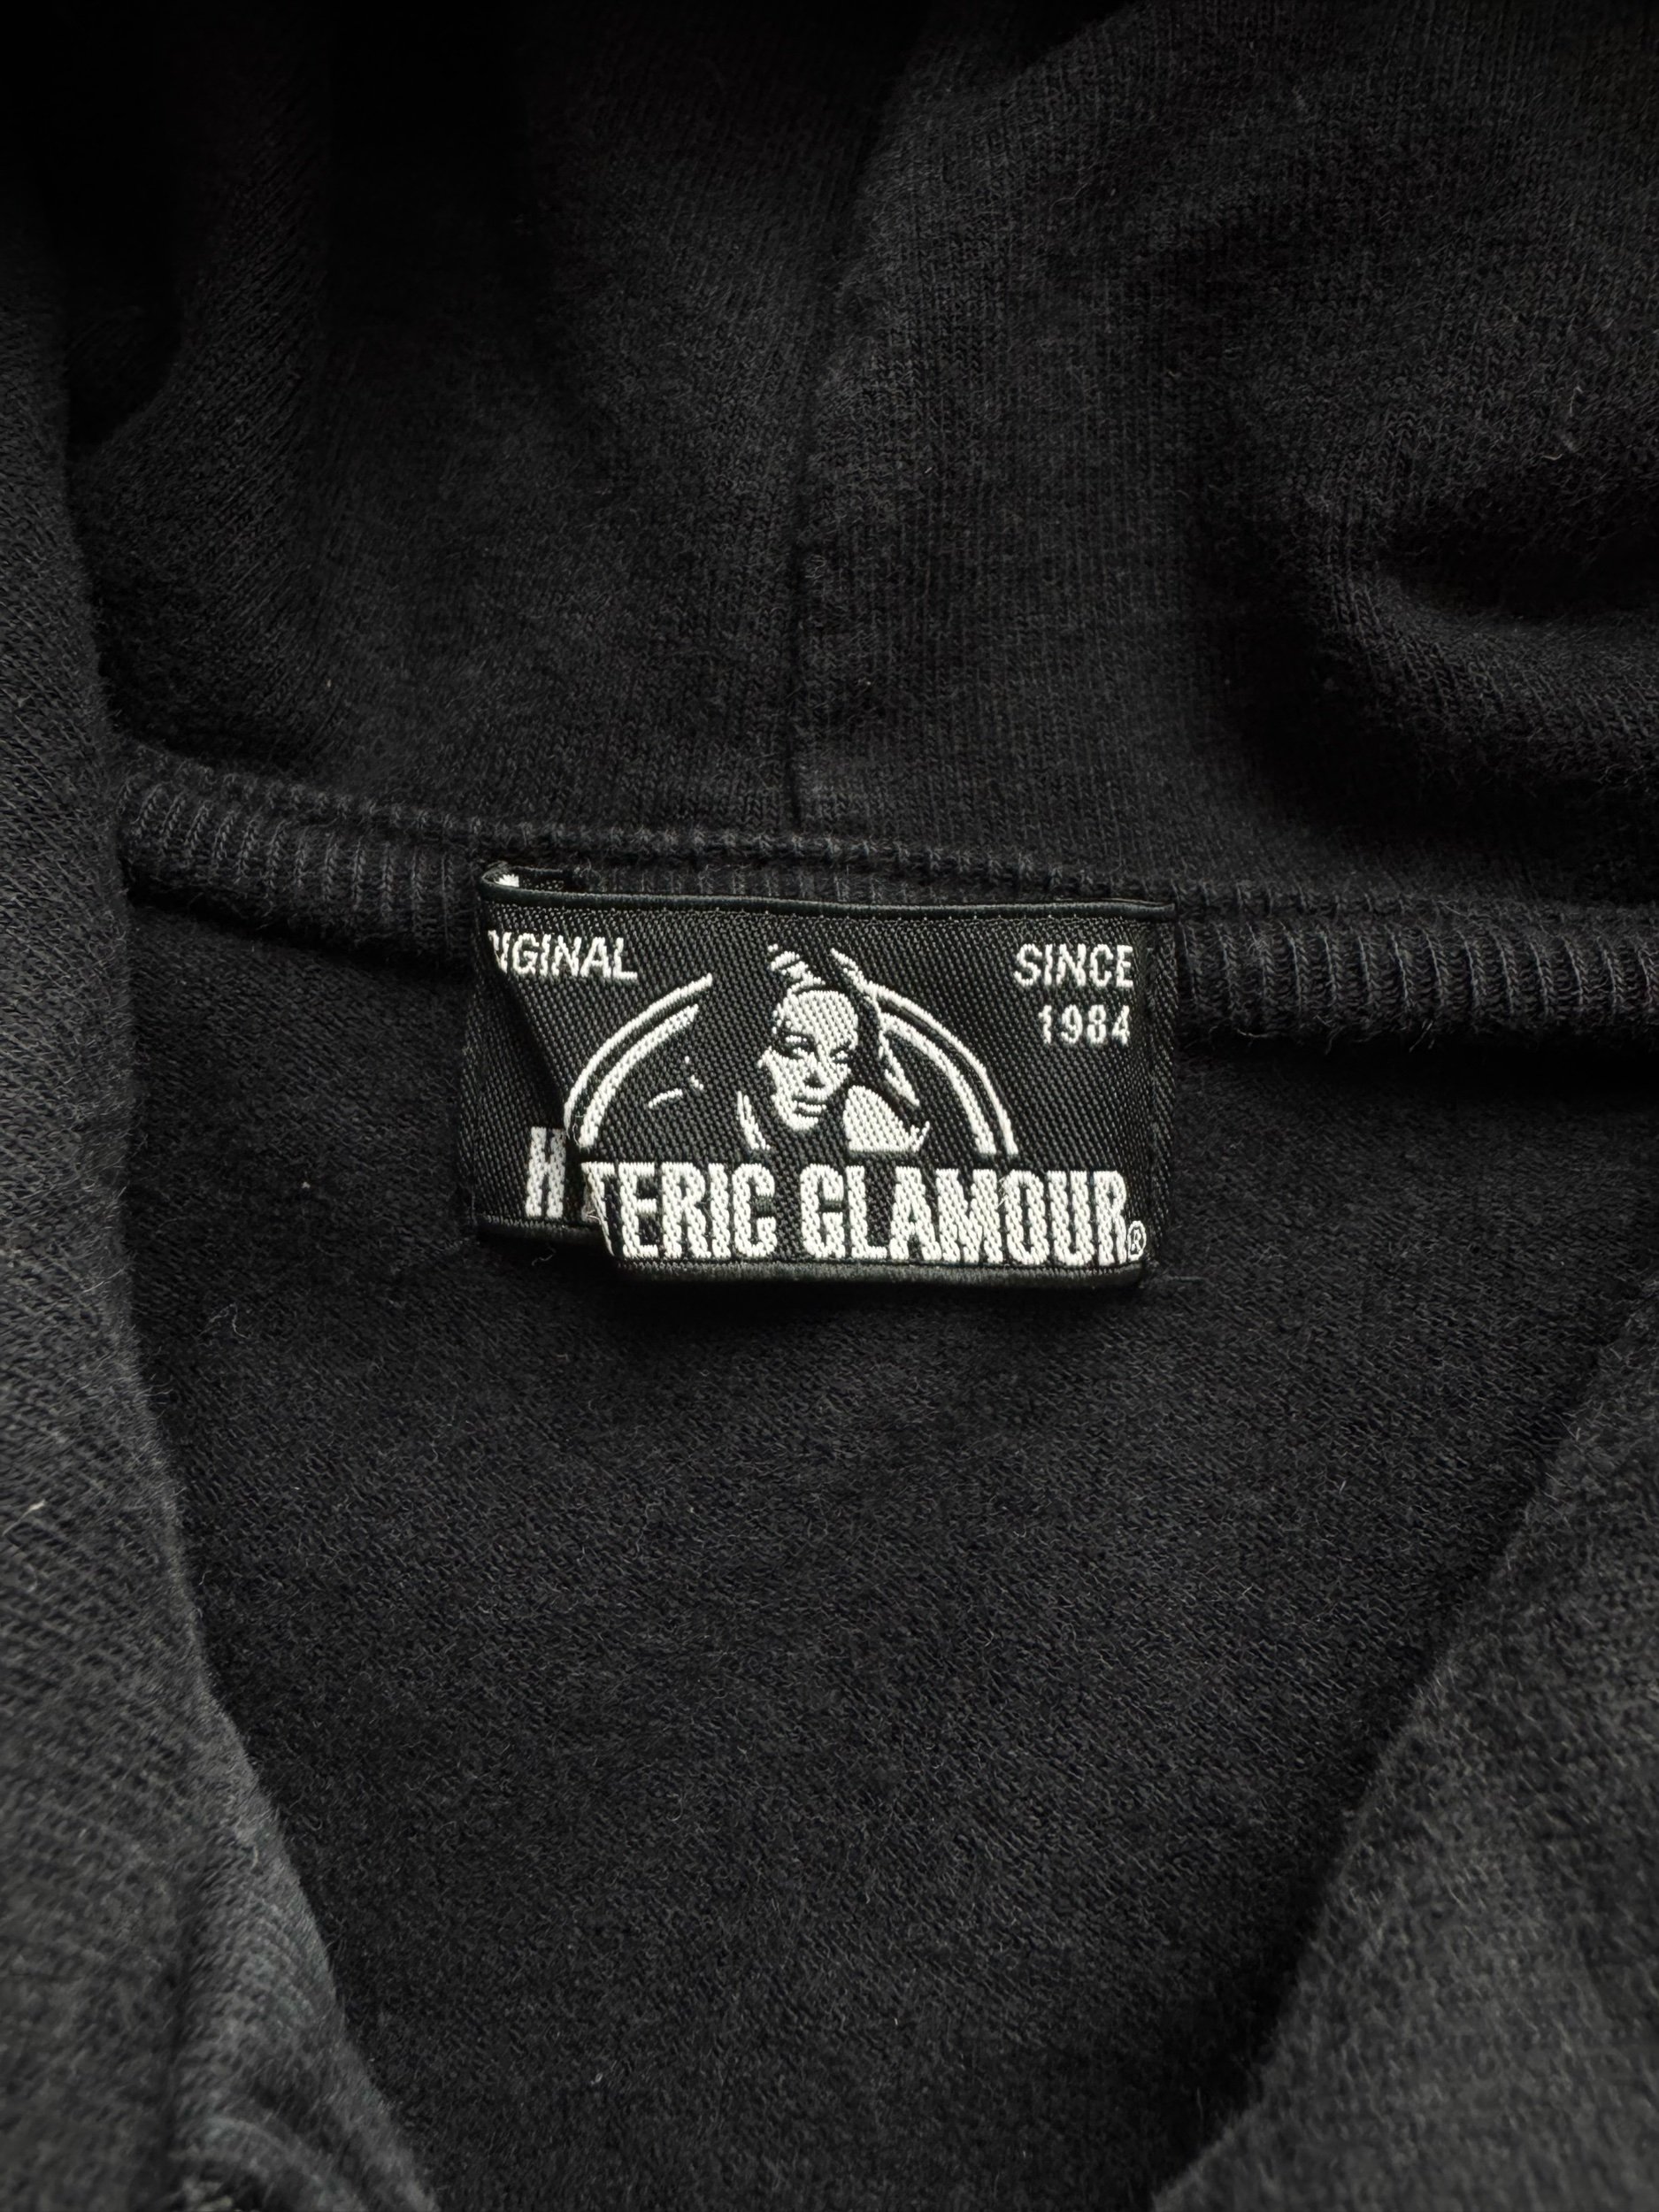 IGINAL
SINCE
1984
H TERIC GLAMOUR®